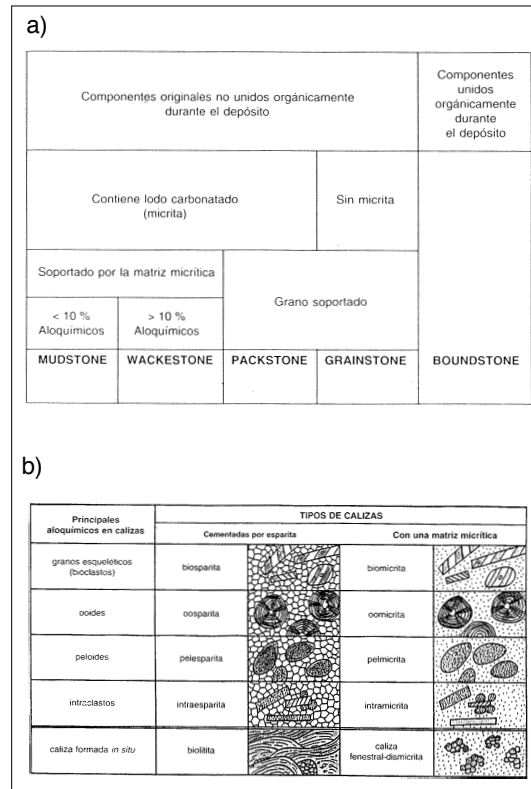 a)
Componentes originales no unidos orgánicamente
durante el depósito
Componentes
unidos
orgánicamente
durante
el depósito
Contiene lodo carbonatado
(micrita)
Sin micrita
Soportado por la matriz micrítica
Grano soportado
< 10 %
Aloquímicos
> 10 %
Aloquímicos
MUDSTONE
WACKESTONE
PACKSTONE
GRAINSTONE
BOUNDSTONE
b)
Principales
aloquímicos en calizas
TIPOS DE CALIZAS
Cementadas por esparita
Con una matriz micrítica
granos esqueléticos
(bioclastos)
biosparita
biomicrita
ooides
oosparita
oomicrita
peloides
pelesparita
pelmicrita
intraclastos
intraesparita
intramicrita
caliza formada in situ
biolitita
caliza
fenestral-dismicrita